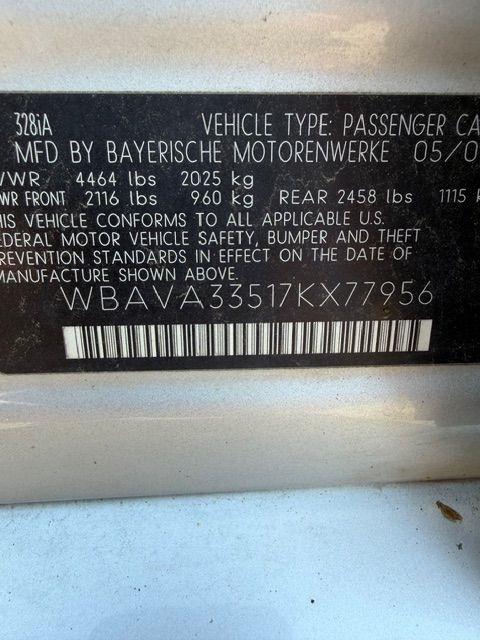 328iA VEHICLE TYPE: PASSENGER CA
MFD BY BAYERISCHE MOTORENWERKE 05/0
VWR 4464 lbs 2025 kg
WR FRONT 2116 lbs 960 kg REAR 2458 lbs 1115 k
HIS VEHICLE CONFORMS TO ALL APPLICABLE U.S.
EDERAL MOTOR VEHICLE SAFETY, BUMPER AND THEFT
REVENTION STANDARDS IN EFFECT ON THE DATE OF
MANUFACTURE SHOWN ABOVE.
WBAVA33517KX77956